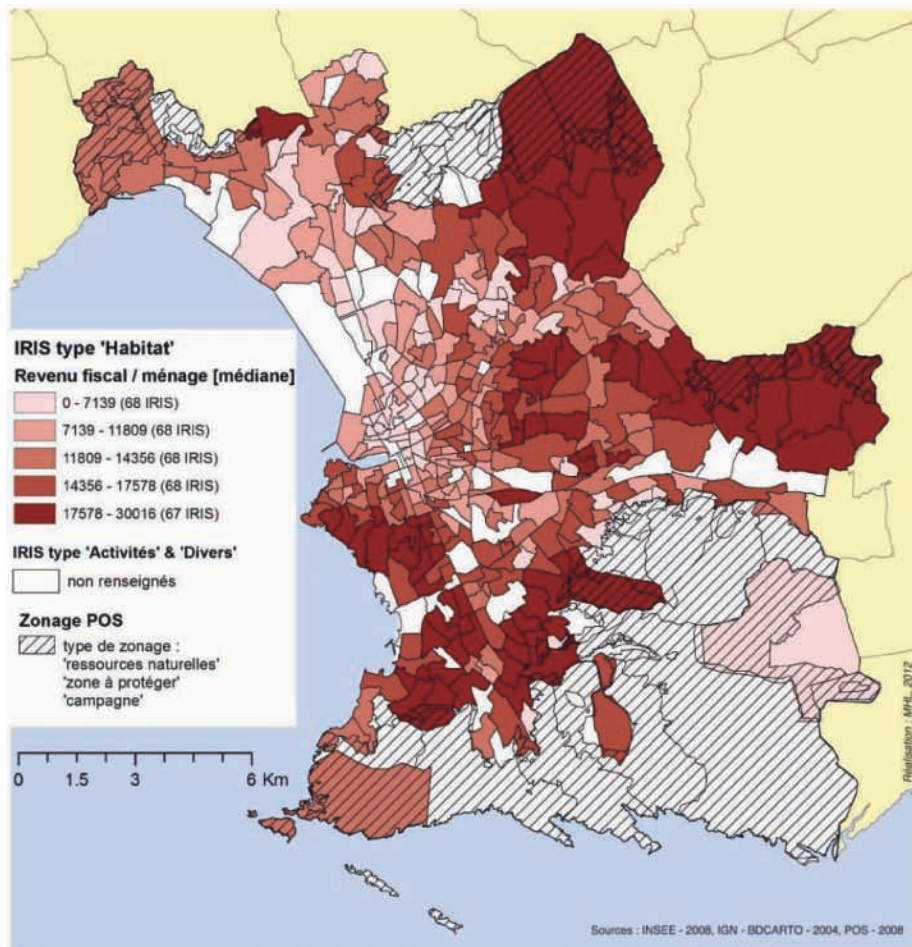 IRIS type 'Habitat'
Revenu fiscal / ménage [médiane]
0 - 7139 (68 IRIS)
7139 - 11809 (68 IRIS)
11809 - 14356 (68 IRIS)
14356 - 17578 (68 IRIS)
17578 - 30016 (67 IRIS)
IRIS type 'Activités' & 'Divers'
non renseignés
Zonage POS
type de zonage :
'ressources naturelles'
'zone à protéger'
'campagne'
0 1.5 3 6 Km
Réalisation : MHL, 2012
Sources : INSEE - 2008, IGN - BDCARTO - 2004, POS - 2008